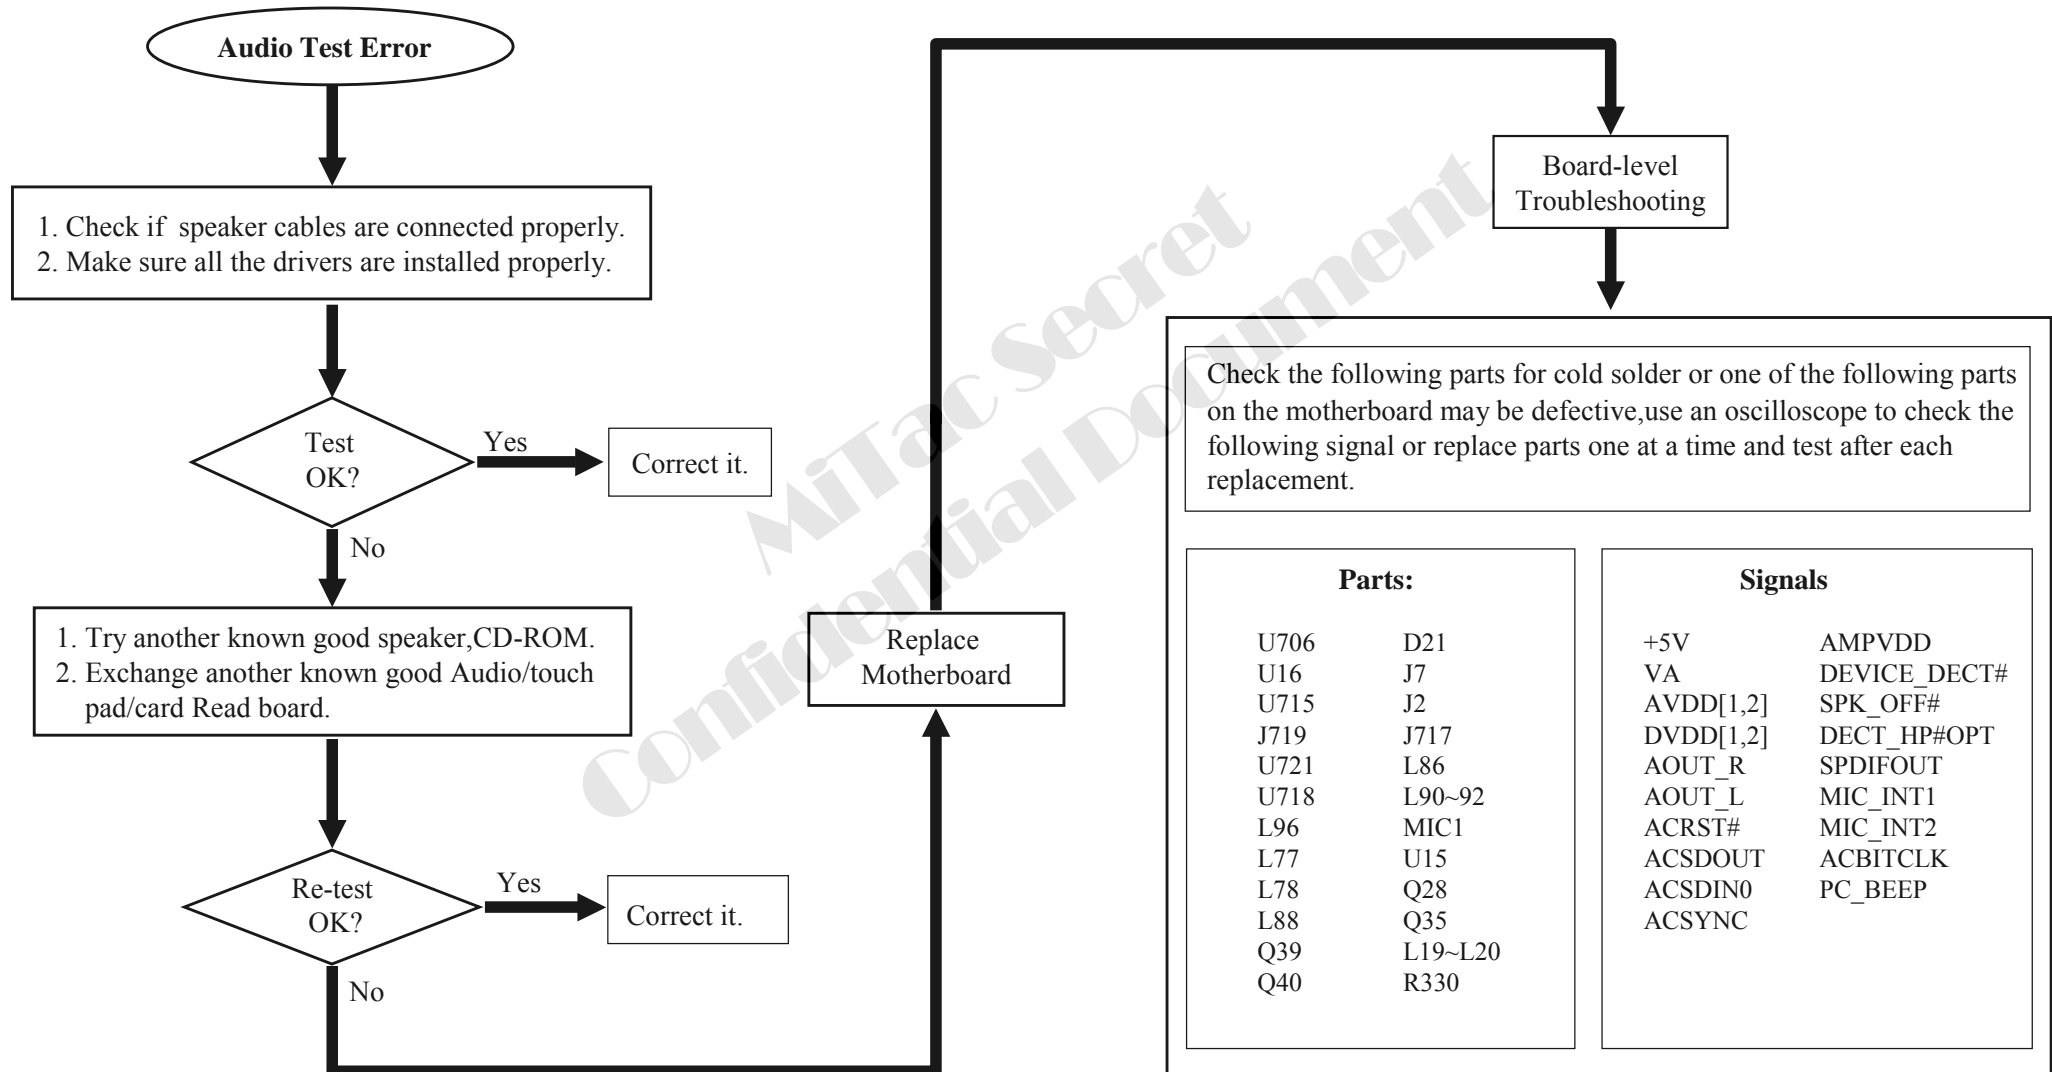 Audio Test Error
1. Check if speaker cables are connected properly.
2. Make sure all the drivers are installed properly.
Test
OK?
Yes
Correct it.
No
1. Try another known good speaker,CD-ROM.
2. Exchange another known good Audio/touch
pad/card Read board.
Re-test
OK?
Yes
Correct it.
No
Replace
Motherboard
Board-level
Troubleshooting
Check the following parts for cold solder or one of the following parts
on the motherboard may be defective,use an oscilloscope to check the
following signal or replace parts one at a time and test after each
replacement.
Parts:
U706 D21
U16 J7
U715 J2
J719 J717
U721 L86
U718 L90~92
L96 MIC1
L77 U15
L78 Q28
L88 Q35
Q39 L19~L20
Q40 R330
Signals
+5V AMPVDD
VA DEVICE_DECT#
AVDD[1,2] SPK_OFF#
DVDD[1,2] DECT_HP#OPT
AOUT_R SPDIFOUT
AOUT_L MIC_INT1
ACRST# MIC_INT2
ACSDOUT ACBITCLK
ACSDIN0 PC_BEEP
ACSYNC
MiTac Secret
Confidential Document